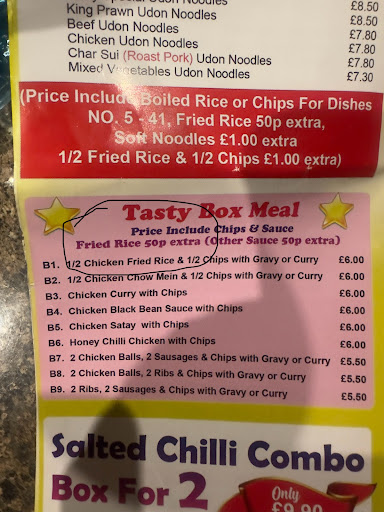 Udon Noodles £8.50
King Prawn Udon Noodles £8.50
Beef Udon Noodles £7.80
Chicken Udon Noodles £7.80
Char Sui (Roast Pork) Udon Noodles £7.80
Mixed Vegetables Udon Noodles £7.30
(Price Include Boiled Rice or Chips For Dishes
NO. 5 - 41, Fried Rice 50p extra,
Soft Noodles £1.00 extra
1/2 Fried Rice & 1/2 Chips £1.00 extra)
Tasty Box Meal
Price Include Chips & Sauce
Fried Rice 50p extra (Other Sauce 50p extra)
B1. 1/2 Chicken Fried Rice & 1/2 Chips with Gravy or Curry £6.00
B2. 1/2 Chicken Chow Mein & 1/2 Chips with Gravy or Curry £6.00
B3. Chicken Curry with Chips £6.00
B4. Chicken Black Bean Sauce with Chips £6.00
B5. Chicken Satay with Chips £6.00
B6. Honey Chilli Chicken with Chips £6.00
B7. 2 Chicken Balls, 2 Sausages & Chips with Gravy or Curry £5.50
B8. 2 Chicken Balls, 2 Ribs & Chips with Gravy or Curry £5.50
B9. 2 Ribs, 2 Sausages & Chips with Gravy or Curry £5.50
Salted Chilli Combo
Box For 2
Only
£9.90